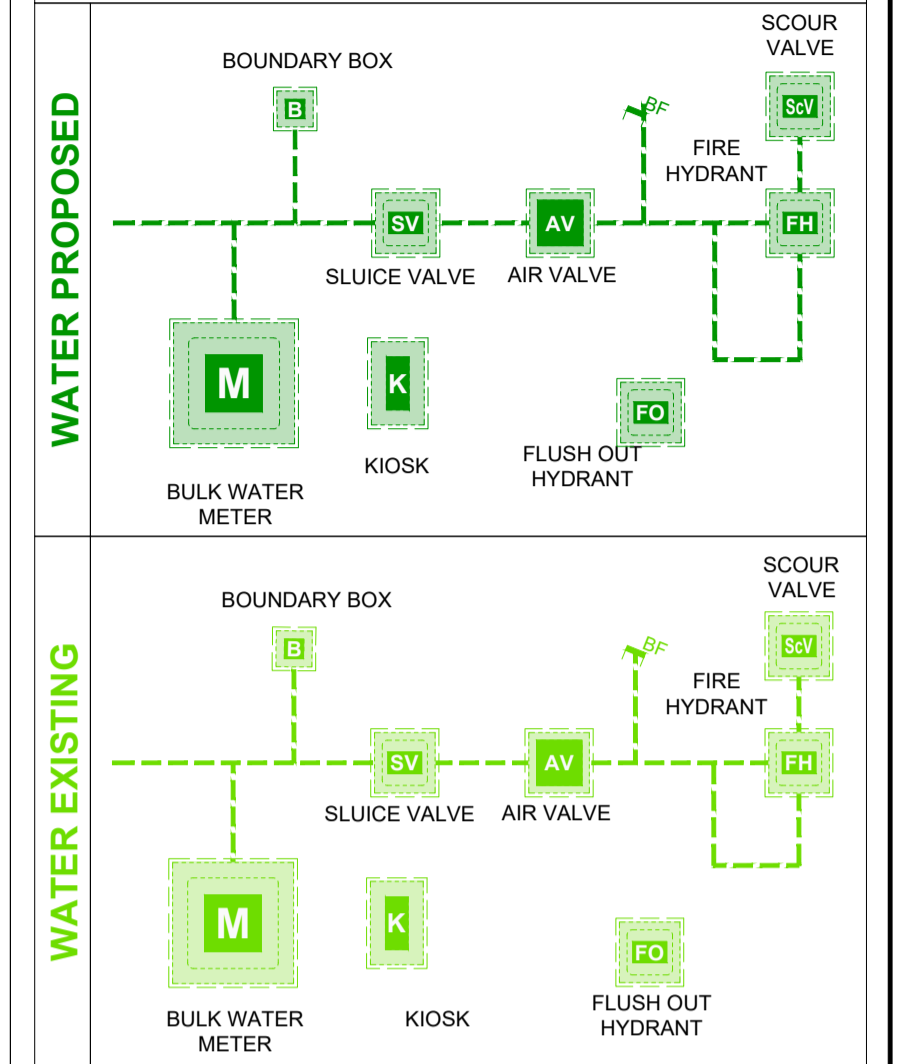 WATER PROPOSED
SCOUR
VALVE
BOUNDARY BOX
B
BF
ScV
FIRE
HYDRANT
SV
AV
FH
SLUICE VALVE
AIR VALVE
M
K
FO
KIOSK
FLUSH OUT
HYDRANT
BULK WATER
METER
WATER EXISTING
SCOUR
VALVE
BOUNDARY BOX
B
BF
ScV
FIRE
HYDRANT
SV
AV
FH
SLUICE VALVE
AIR VALVE
M
K
FO
BULK WATER
METER
KIOSK
FLUSH OUT
HYDRANT